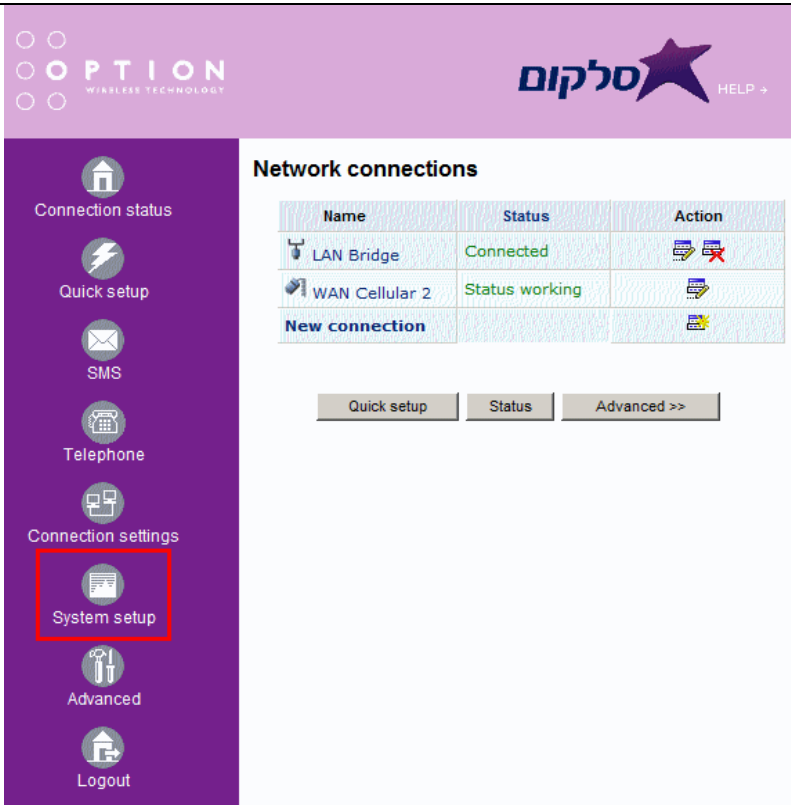 OPTION
WIRELESS TECHNOLOGY
סלקום
HELP →
Connection status
Quick setup
SMS
Telephone
Connection settings
System setup
Advanced
Logout
Network connections
Name Status Action
LAN Bridge Connected
WAN Cellular 2 Status working
New connection
Quick setup Status Advanced >>